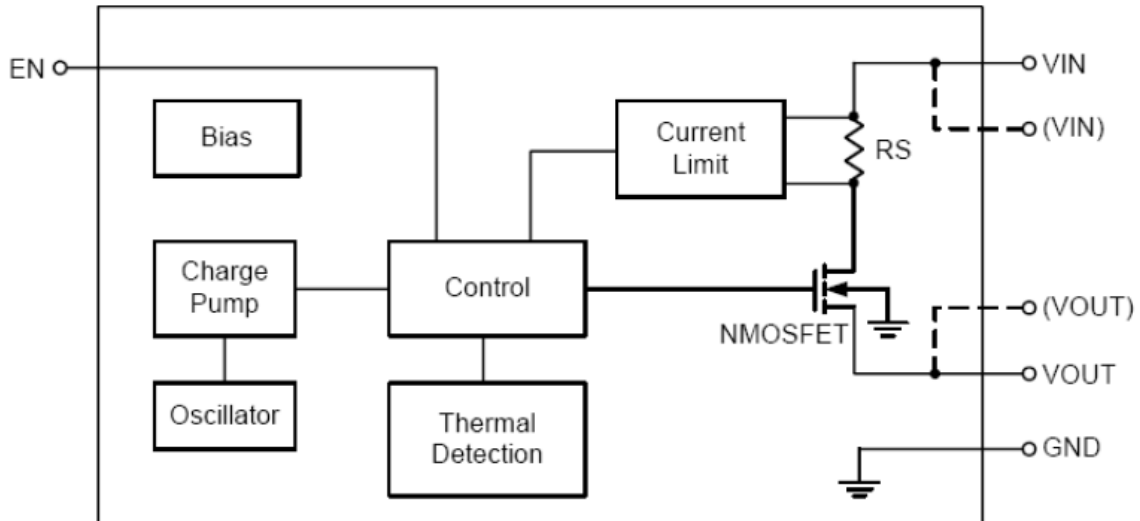 EN
VIN
(VIN)
Bias
Current
Limit
RS
Charge
Pump
Control
NMOSFET
(VOUT)
VOUT
Oscillator
Thermal
Detection
GND